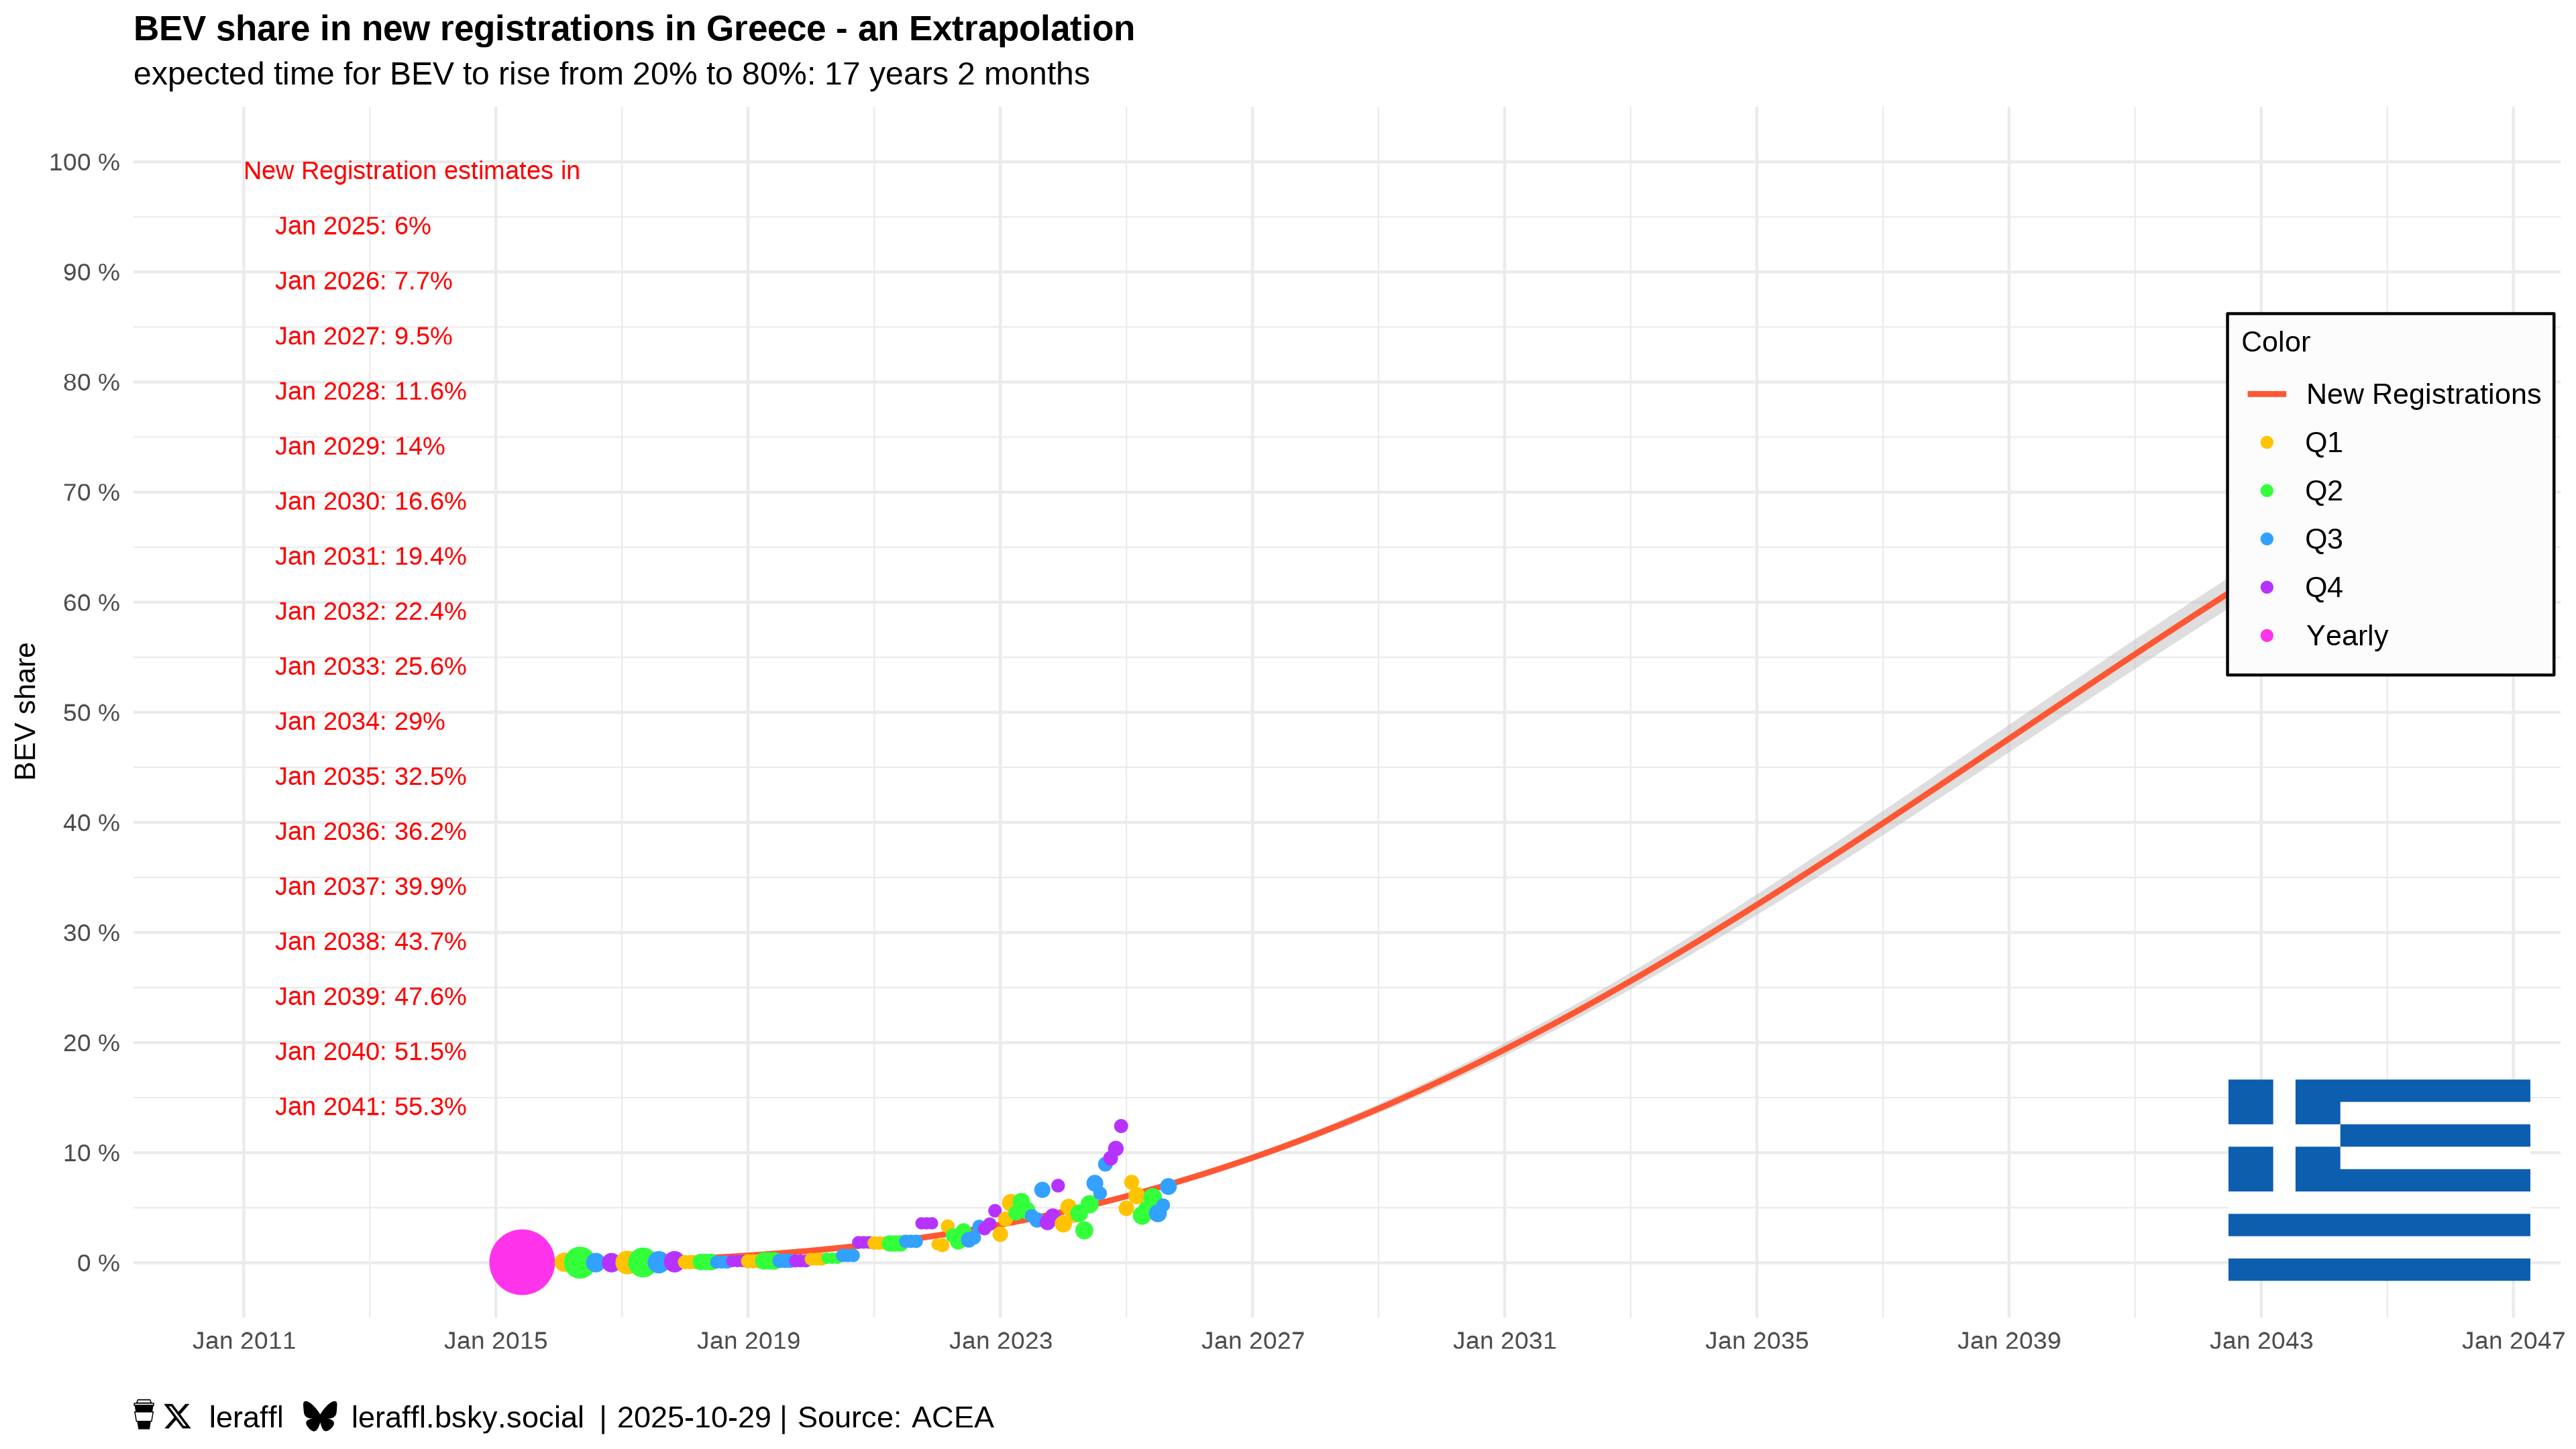 BEV share in new registrations in Greece - an Extrapolation
expected time for BEV to rise from 20% to 80%: 17 years 2 months
BEV share
100 %
90 %
80 %
70 %
60 %
50 %
40 %
30 %
20 %
10 %
0 %
New Registration estimates in
Jan 2025: 6%
Jan 2026: 7.7%
Jan 2027: 9.5%
Jan 2028: 11.6%
Jan 2029: 14%
Jan 2030: 16.6%
Jan 2031: 19.4%
Jan 2032: 22.4%
Jan 2033: 25.6%
Jan 2034: 29%
Jan 2035: 32.5%
Jan 2036: 36.2%
Jan 2037: 39.9%
Jan 2038: 43.7%
Jan 2039: 47.6%
Jan 2040: 51.5%
Jan 2041: 55.3%
Color
New Registrations
Q1
Q2
Q3
Q4
Yearly
Jan 2011 Jan 2015 Jan 2019 Jan 2023 Jan 2027 Jan 2031 Jan 2035 Jan 2039 Jan 2043 Jan 2047
leraffl leraffl.bsky.social | 2025-10-29 | Source: ACEA